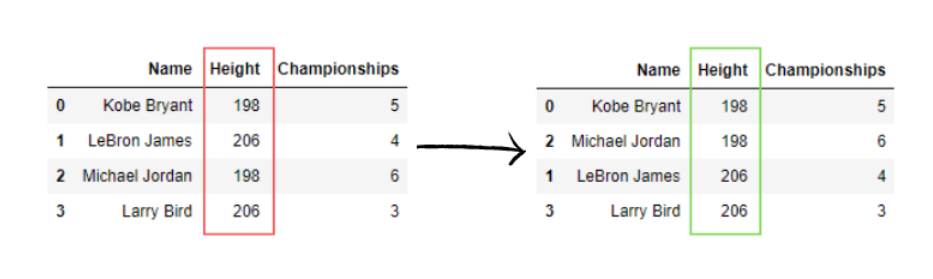 Name Height Championships
0 Kobe Bryant 198 5
1 LeBron James 206 4
2 Michael Jordan 198 6
3 Larry Bird 206 3
Name Height Championships
0 Kobe Bryant 198 5
2 Michael Jordan 198 6
1 LeBron James 206 4
3 Larry Bird 206 3